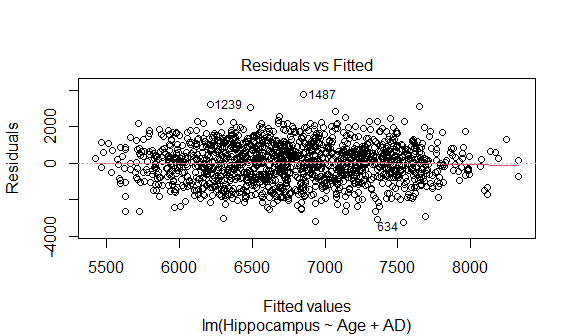 Residuals vs Fitted
Residuals
2000
0
-4000
1239
1487
634
5500 6000 6500 7000 7500 8000
Fitted values
lm(Hippocampus ~ Age + AD)